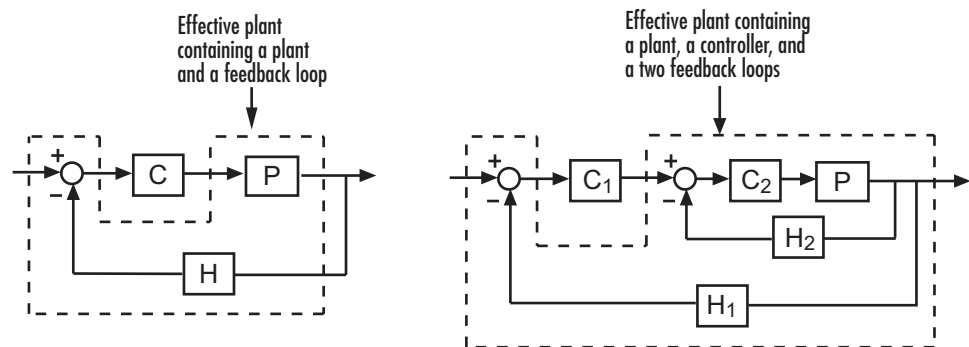 Effective plant
containing a plant
and a feedback loop
+
−
C
P
H
Effective plant containing
a plant, a controller, and
a two feedback loops
+
−
C₁
+
−
C₂
P
H₂
H₁